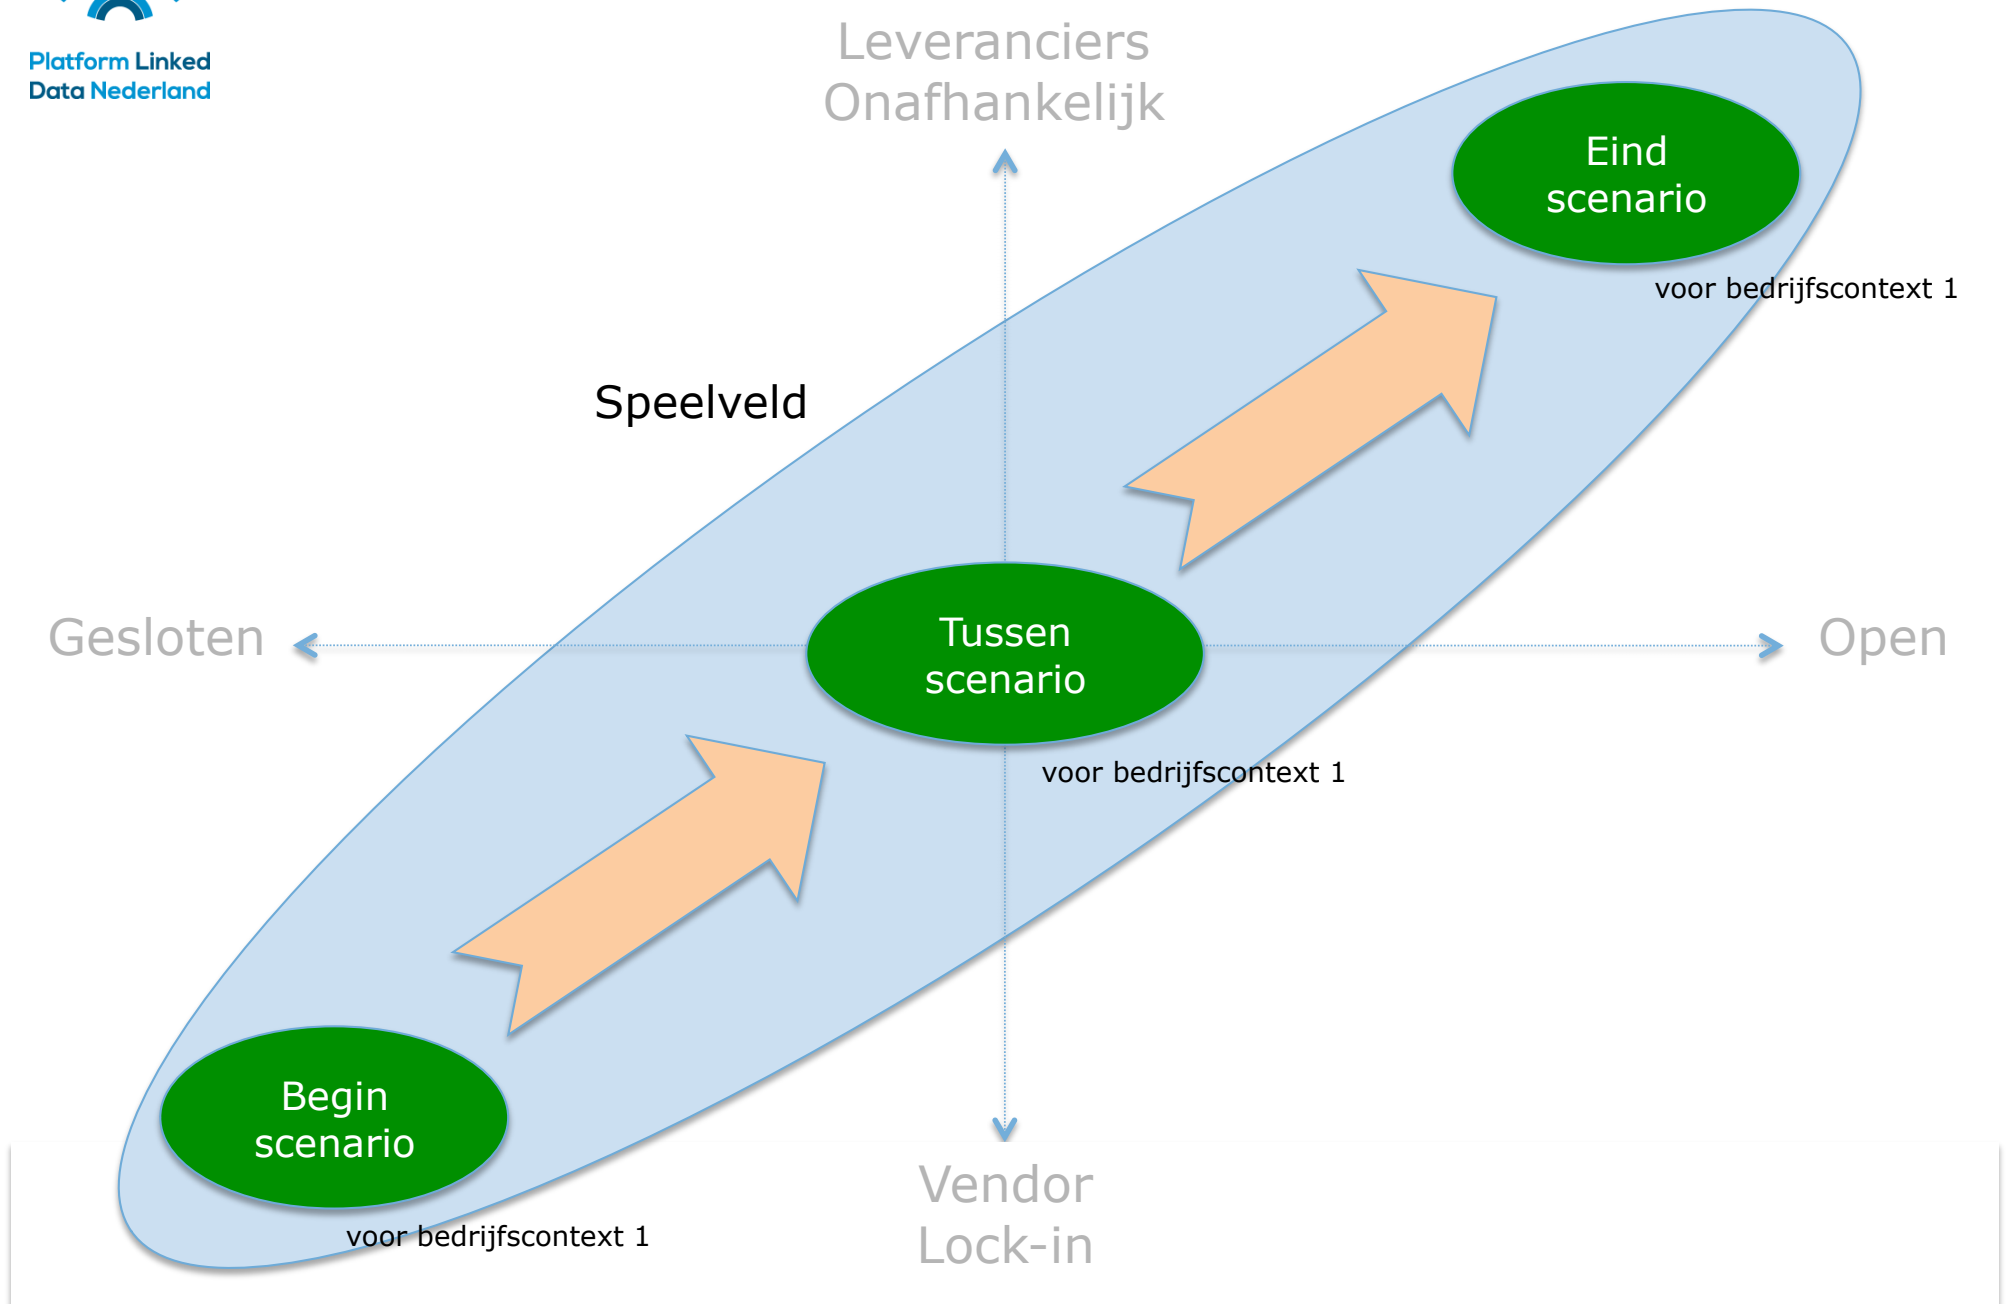 Platform Linked
Data Nederland
Leveranciers
Onafhankelijk
Eind
scenario
voor bedrijfscontext 1
Speelveld
Gesloten
Tussen
scenario
Open
voor bedrijfscontext 1
Begin
scenario
voor bedrijfscontext 1
Vendor
Lock-in